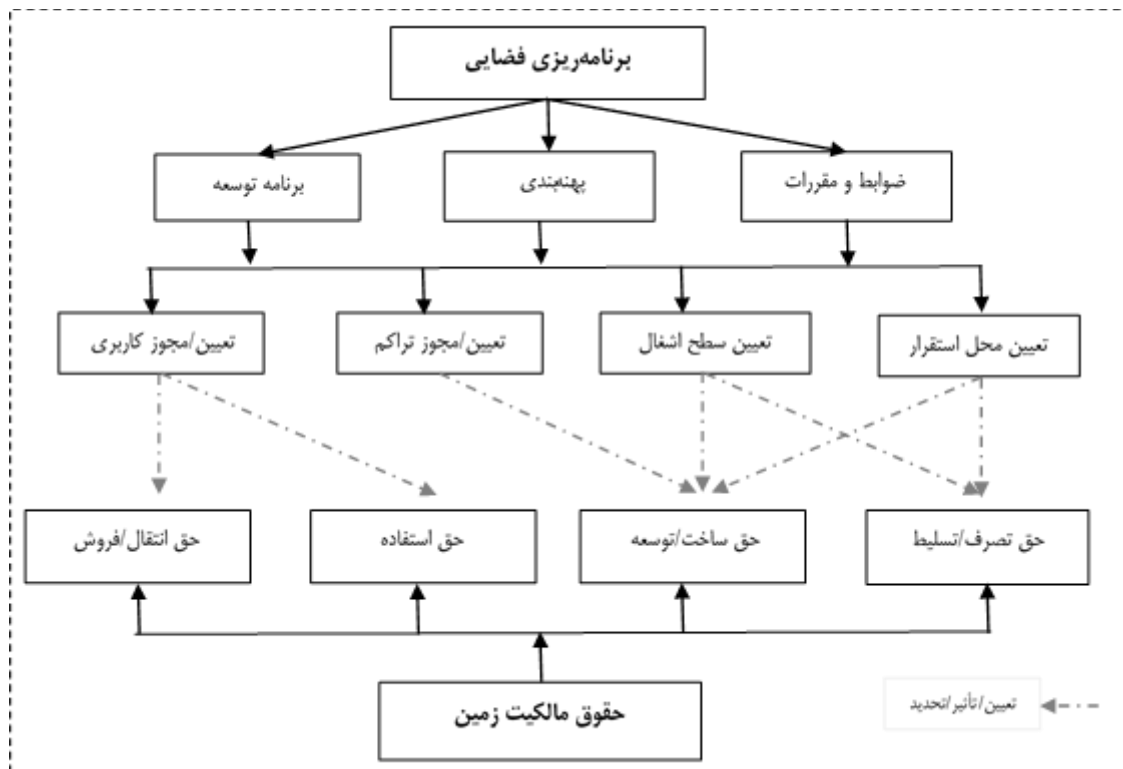 برنامه‌ریزی فضایی
ضوابط و مقررات
پهنه‌بندی
برنامه توسعه
تعیین محل استقرار
تعیین سطح اشغال
تعیین/مجوز تراکم
تعیین/مجوز کاربری
حق تصرف/تسلیط
حق ساخت/توسعه
حق استفاده
حق انتقال/فروش
حقوق مالکیت زمین
تعیین/تأثیر/تحدید